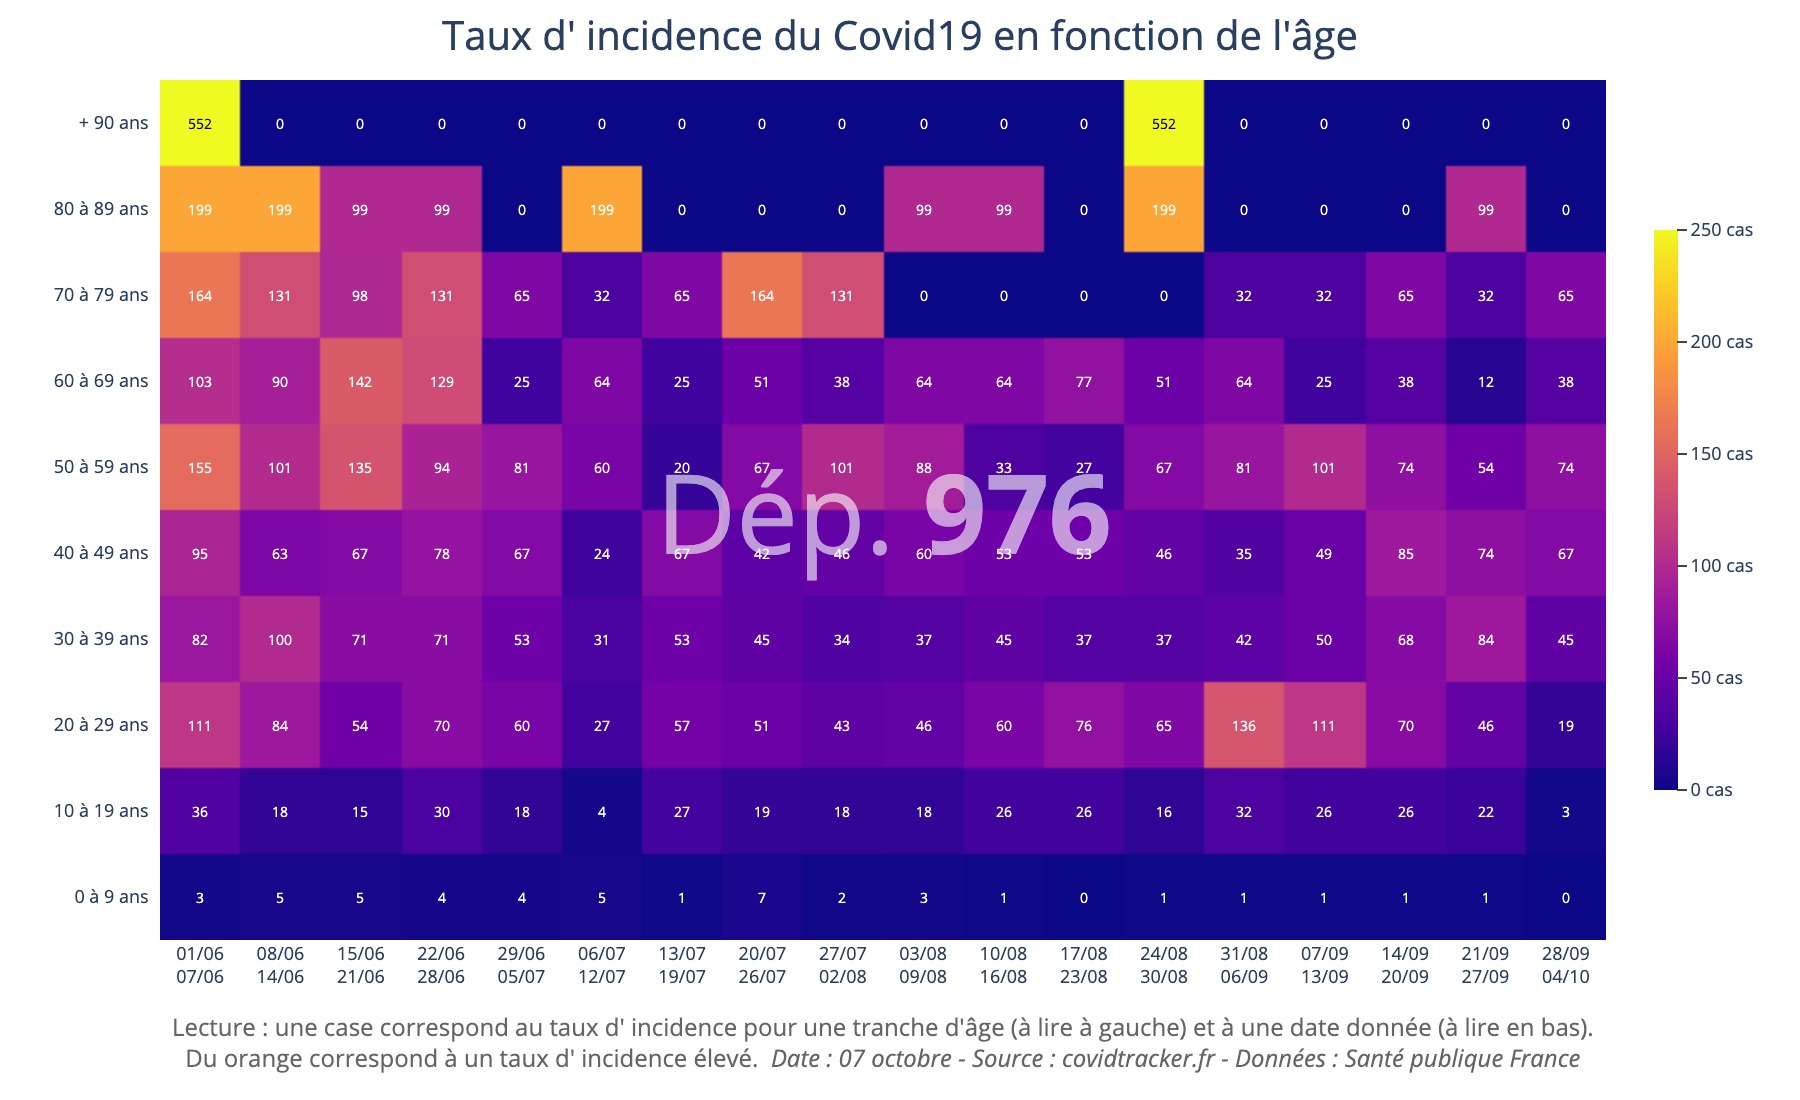 Taux d' incidence du Covid19 en fonction de l'âge
+ 90 ans 552 0 0 0 0 0 0 0 0 0 0 0 552 0 0 0 0 0
80 à 89 ans 199 199 99 99 0 199 0 0 0 99 99 0 199 0 0 0 99 0
70 à 79 ans 164 131 98 131 65 32 65 164 131 0 0 0 0 32 32 65 32 65
60 à 69 ans 103 90 142 129 25 64 25 51 38 64 64 77 51 64 25 38 12 38
50 à 59 ans 155 101 135 94 81 60 20 67 101 88 33 27 67 81 101 74 54 74
Dép. 976
40 à 49 ans 95 63 67 78 67 24 67 42 46 60 53 53 46 35 49 85 74 67
30 à 39 ans 82 100 71 71 53 31 53 45 34 37 45 37 37 42 50 68 84 45
20 à 29 ans 111 84 54 70 60 27 57 51 43 46 60 76 65 136 111 70 46 19
10 à 19 ans 36 18 15 30 18 4 27 19 18 18 26 26 16 32 26 26 22 3
0 à 9 ans 3 5 5 4 4 5 1 7 2 3 1 0 1 1 1 1 1 0
01/06 08/06 15/06 22/06 29/06 06/07 13/07 20/07 27/07 03/08 10/08 17/08 24/08 31/08 07/09 14/09 21/09 28/09
07/06 14/06 21/06 28/06 05/07 12/07 19/07 26/07 02/08 09/08 16/08 23/08 30/08 06/09 13/09 20/09 27/09 04/10
250 cas
200 cas
150 cas
100 cas
50 cas
0 cas
Lecture : une case correspond au taux d' incidence pour une tranche d'âge (à lire à gauche) et à une date donnée (à lire en bas).
Du orange correspond à un taux d' incidence élevé. Date : 07 octobre - Source : covidtracker.fr - Données : Santé publique France